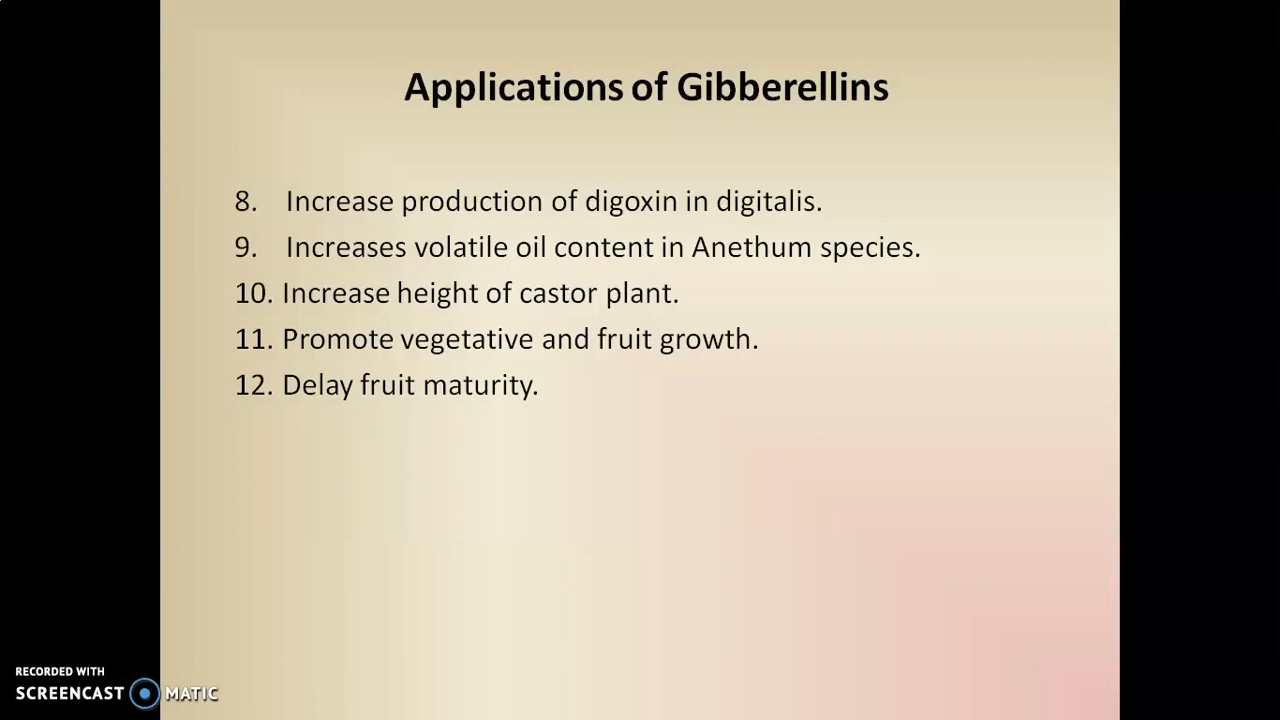 Applications of Gibberellins
8. Increase production of digoxin in digitalis.
9. Increases volatile oil content in Anethum species.
10. Increase height of castor plant.
11. Promote vegetative and fruit growth.
12. Delay fruit maturity.
RECORDED WITH
SCREENCAST MATIC